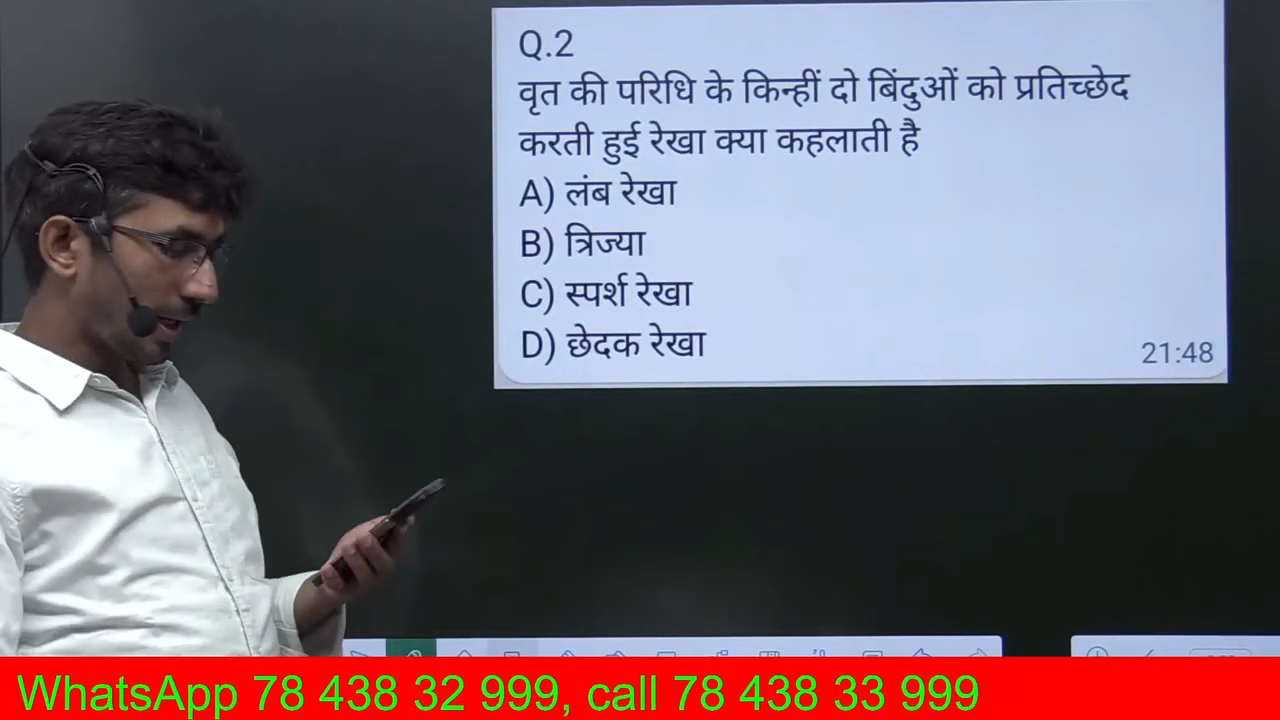 Q.2
वृत की परिधि के किन्हीं दो बिंदुओं को प्रतिच्छेद
करती हुई रेखा क्या कहलाती है
A) लंब रेखा
B) त्रिज्या
C) स्पर्श रेखा
D) छेदक रेखा
21:48
WhatsApp 78 438 32 999, call 78 438 33 999